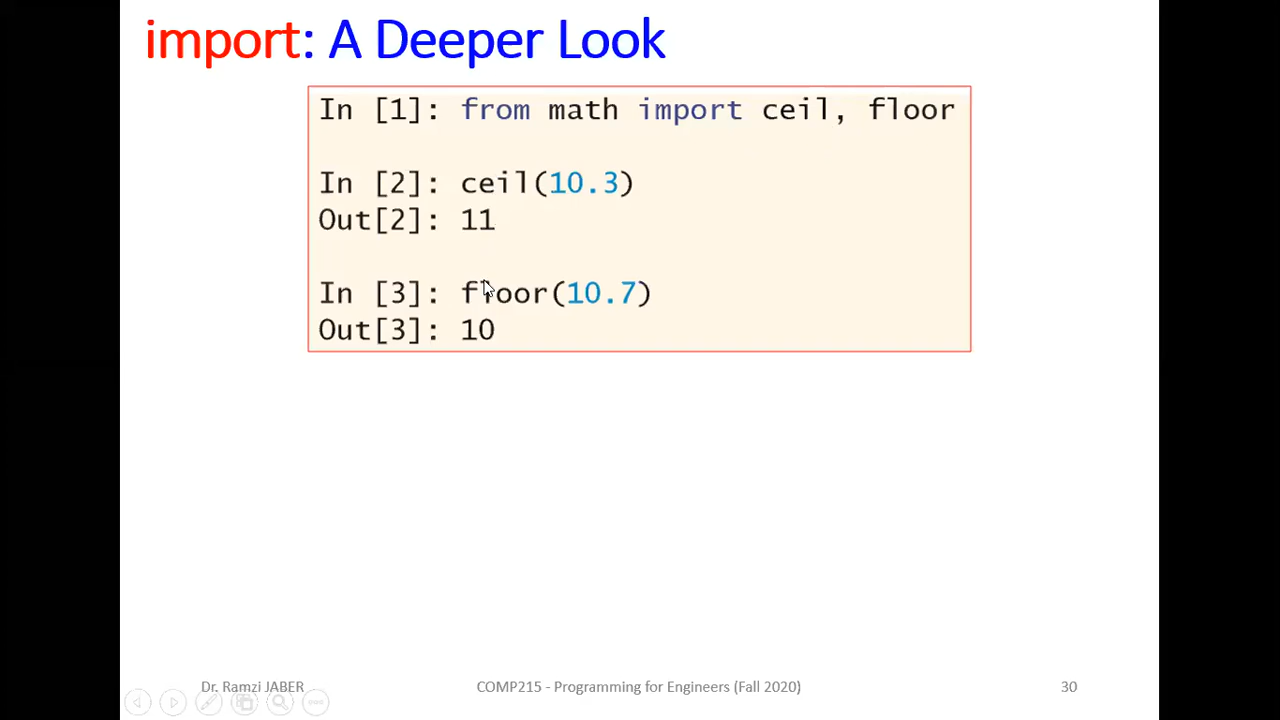 import: A Deeper Look
In [1]: from math import ceil, floor
In [2]: ceil(10.3)
Out[2]: 11
In [3]: floor(10.7)
Out[3]: 10
Dr. Ramzi JABER
COMP215 - Programming for Engineers (Fall 2020)
30